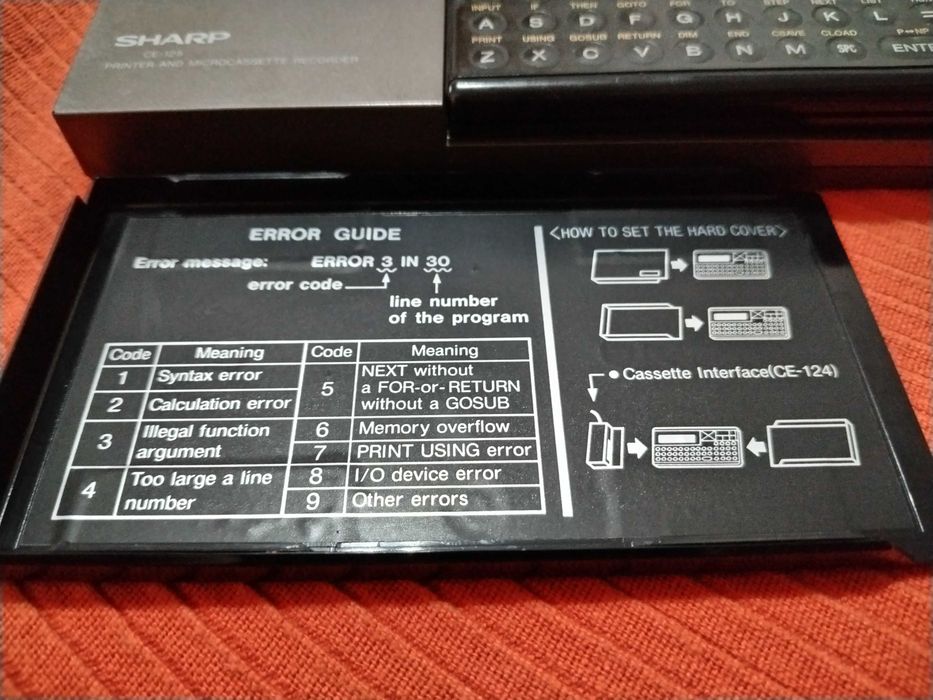 SHARP
CE-125
PRINTER AND MICROCASSETTE RECORDER
INPUT IF THEN GOTO FOR TO STEP NEXT LIST
A S D F G H J K L =
PRINT USING GOSUB RETURN DIM END CSAVE CLOAD P↔NP
Z X C V B N M SPC ENTE
ERROR GUIDE
Error message: ERROR 3 IN 30
error code
line number
of the program
Code Meaning Code Meaning
1 Syntax error
2 Calculation error
3 Illegal function
argument
4 Too large a line
number
5 NEXT without
a FOR-or-RETURN
without a GOSUB
6 Memory overflow
7 PRINT USING error
8 I/O device error
9 Other errors
<HOW TO SET THE HARD COVER>
● Cassette Interface(CE-124)